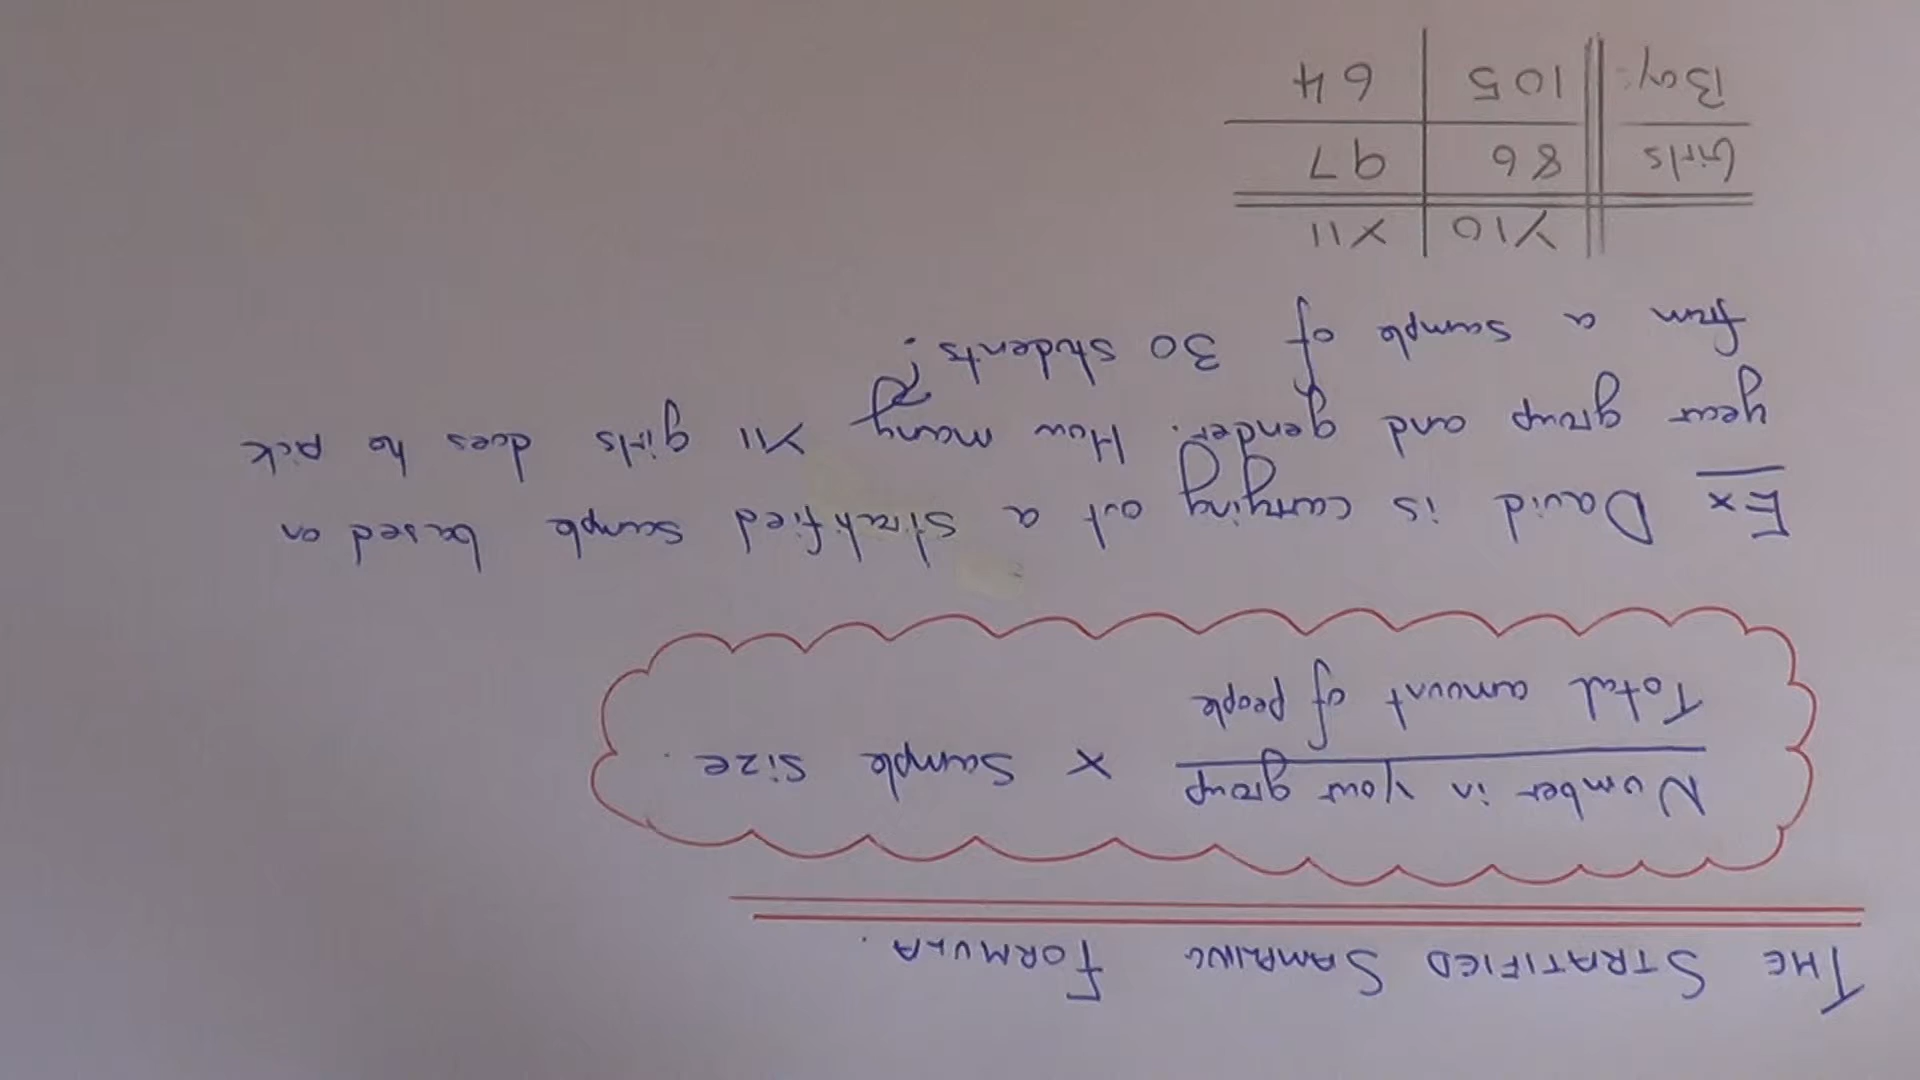 THE STRATIFIED SAMPLING FORMULA.
Number in your group
Total amount of people
× Sample size.
Ex David is carrying out a stratified sample based on
year group and gender. How many Y11 girls does he pick
from a sample of 30 students?
Y10 Y11
Girls 86 97
Boys 105 64